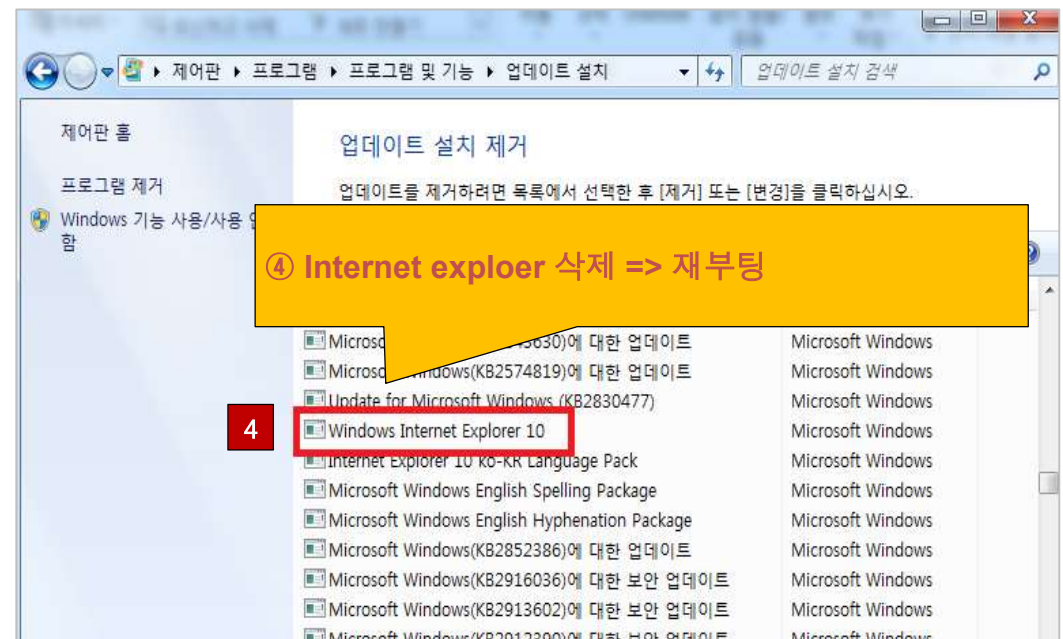 제어판 ▸ 프로그램 ▸ 프로그램 및 기능 ▸ 업데이트 설치
업데이트 설치 검색
제어판 홈
프로그램 제거
Windows 기능 사용/사용
함
업데이트 설치 제거
업데이트를 제거하려면 목록에서 선택한 후 [제거] 또는 [변경]을 클릭하십시오.
④ Internet exploer 삭제 => 재부팅
에 대한 업데이트 Microsoft Windows
(KB2574819)에 대한 업데이트 Microsoft Windows
Update for Microsoft Windows (KB2830477) Microsoft Windows
4 Windows Internet Explorer 10 Microsoft Windows
Internet Explorer 10 ko-KR Language Pack Microsoft Windows
Microsoft Windows English Spelling Package Microsoft Windows
Microsoft Windows English Hyphenation Package Microsoft Windows
Microsoft Windows(KB2852386)에 대한 업데이트 Microsoft Windows
Microsoft Windows(KB2916036)에 대한 보안 업데이트 Microsoft Windows
Microsoft Windows(KB2913602)에 대한 보안 업데이트 Microsoft Windows